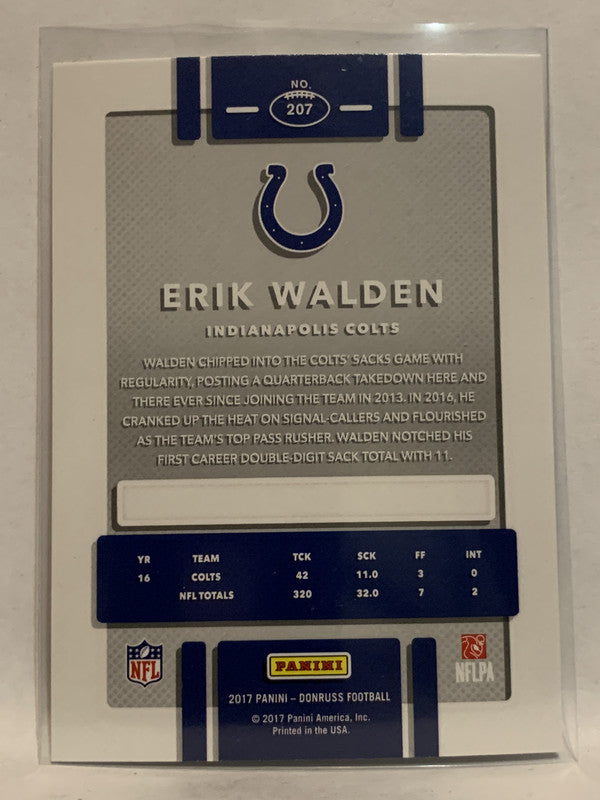 NO.
207
ERIK WALDEN
INDIANAPOLIS COLTS
WALDEN CHIPPED INTO THE COLTS' SACKS GAME WITH
REGULARITY, POSTING A QUARTERBACK TAKEDOWN HERE AND
THERE EVER SINCE JOINING THE TEAM IN 2013. IN 2016, HE
CRANKED UP THE HEAT ON SIGNAL-CALLERS AND FLOURISHED
AS THE TEAM'S TOP PASS RUSHER. WALDEN NOTCHED HIS
FIRST CAREER DOUBLE-DIGIT SACK TOTAL WITH 11.
YR TEAM TCK SCK FF INT
16 COLTS 42 11.0 3 0
NFL TOTALS 320 32.0 7 2
NFL
PANINI
NFLPA
2017 PANINI – DONRUSS FOOTBALL
© 2017 Panini America, Inc.
Printed in the USA.